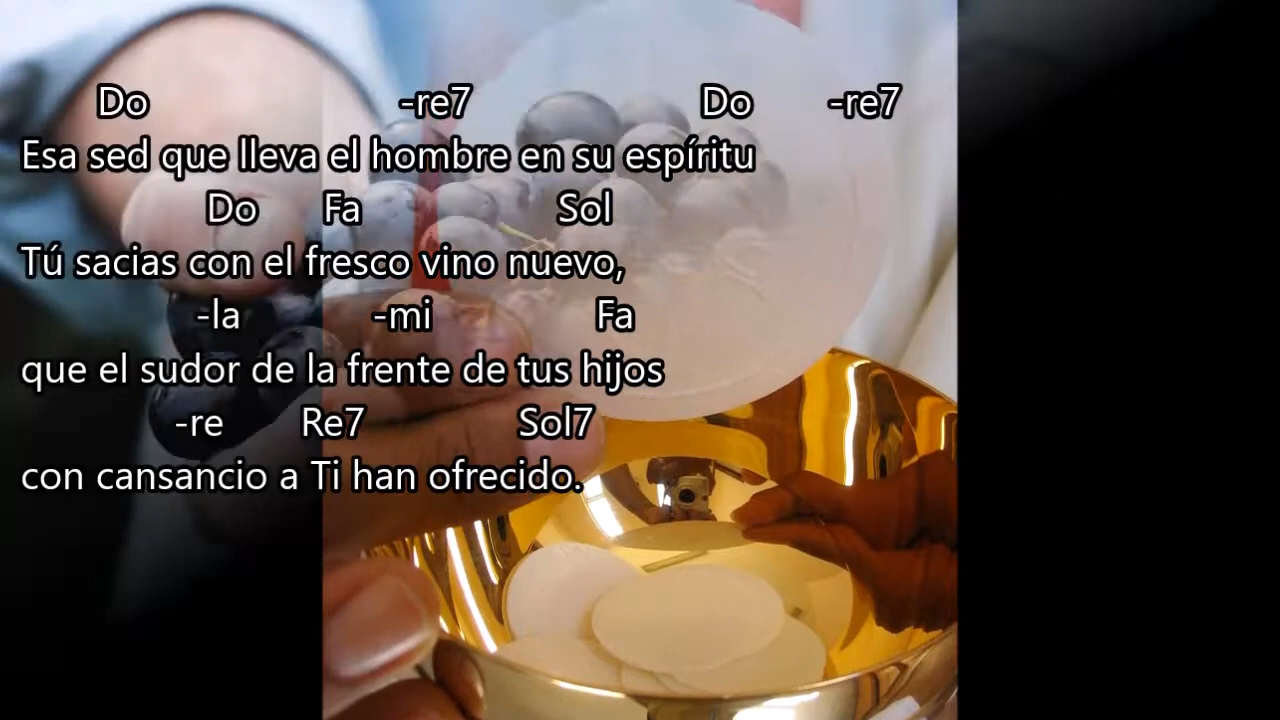 Do -re7 Do -re7
Esa sed que lleva el hombre en su espíritu
Do Fa Sol
Tú sacias con el fresco vino nuevo,
-la -mi Fa
que el sudor de la frente de tus hijos
-re Re7 Sol7
con cansancio a Ti han ofrecido.